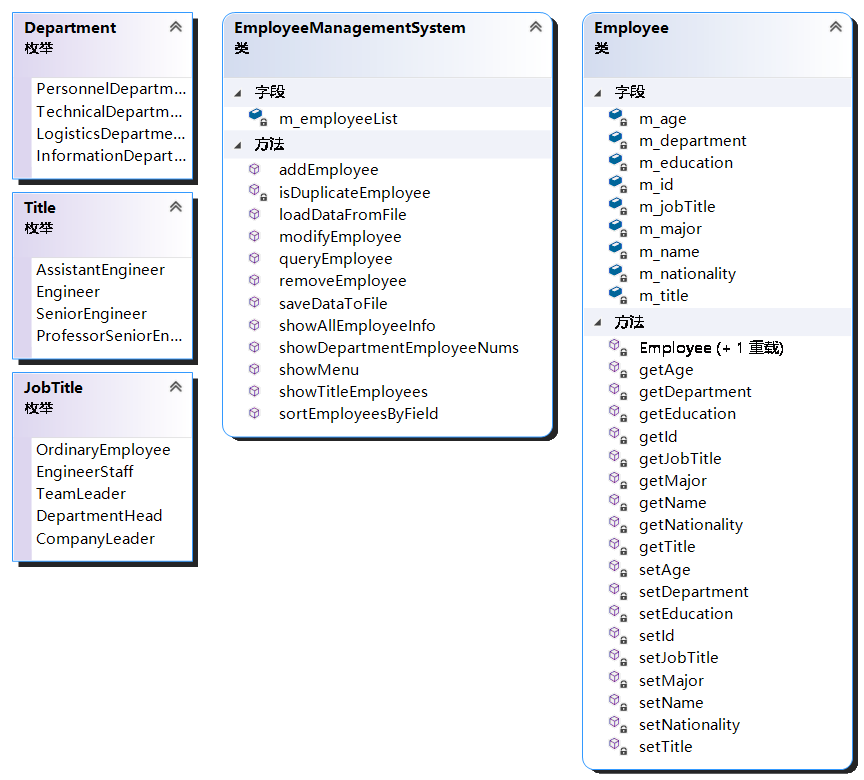 Department
枚举
PersonnelDepartm...
TechnicalDepartm...
LogisticsDepartme...
InformationDepart...
Title
枚举
AssistantEngineer
Engineer
SeniorEngineer
ProfessorSeniorEn...
JobTitle
枚举
OrdinaryEmployee
EngineerStaff
TeamLeader
DepartmentHead
CompanyLeader
EmployeeManagementSystem
类
字段
m_employeeList
方法
addEmployee
isDuplicateEmployee
loadDataFromFile
modifyEmployee
queryEmployee
removeEmployee
saveDataToFile
showAllEmployeeInfo
showDepartmentEmployeeNums
showMenu
showTitleEmployees
sortEmployeesByField
Employee
类
字段
m_age
m_department
m_education
m_id
m_jobTitle
m_major
m_name
m_nationality
m_title
方法
Employee (+ 1 重载)
getAge
getDepartment
getEducation
getId
getJobTitle
getMajor
getName
getNationality
getTitle
setAge
setDepartment
setEducation
setId
setJobTitle
setMajor
setName
setNationality
setTitle